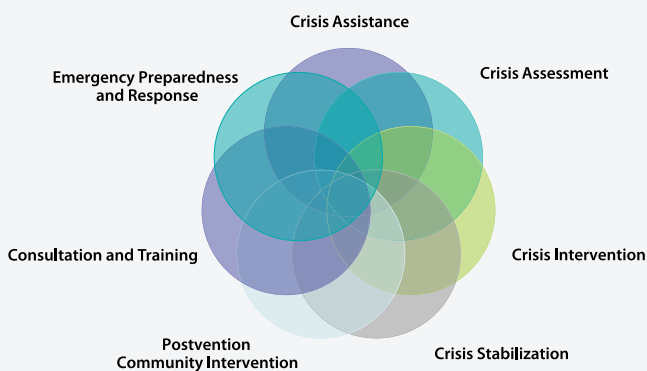 Crisis Assistance
Emergency Preparedness
and Response
Crisis Assessment
Consultation and Training
Crisis Intervention
Postvention
Community Intervention
Crisis Stabilization